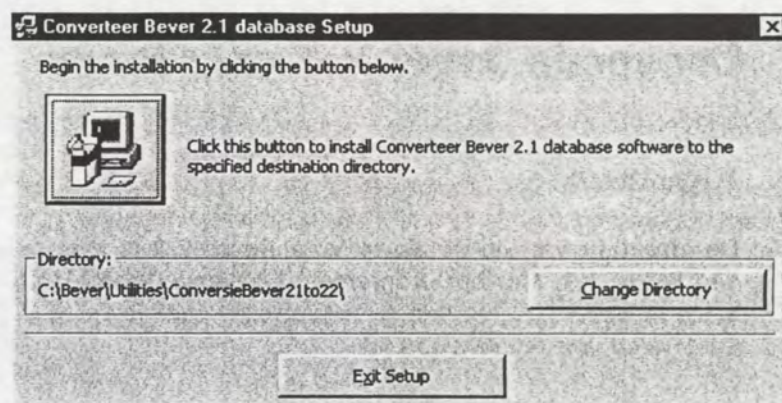 Converteer Bever 2.1 database Setup
Begin the installation by clicking the button below.
Click this button to install Converteer Bever 2.1 database software to the
specified destination directory.
Directory:
C:\Bever\Utilities\ConversieBever21to22\
Change Directory
Exit Setup